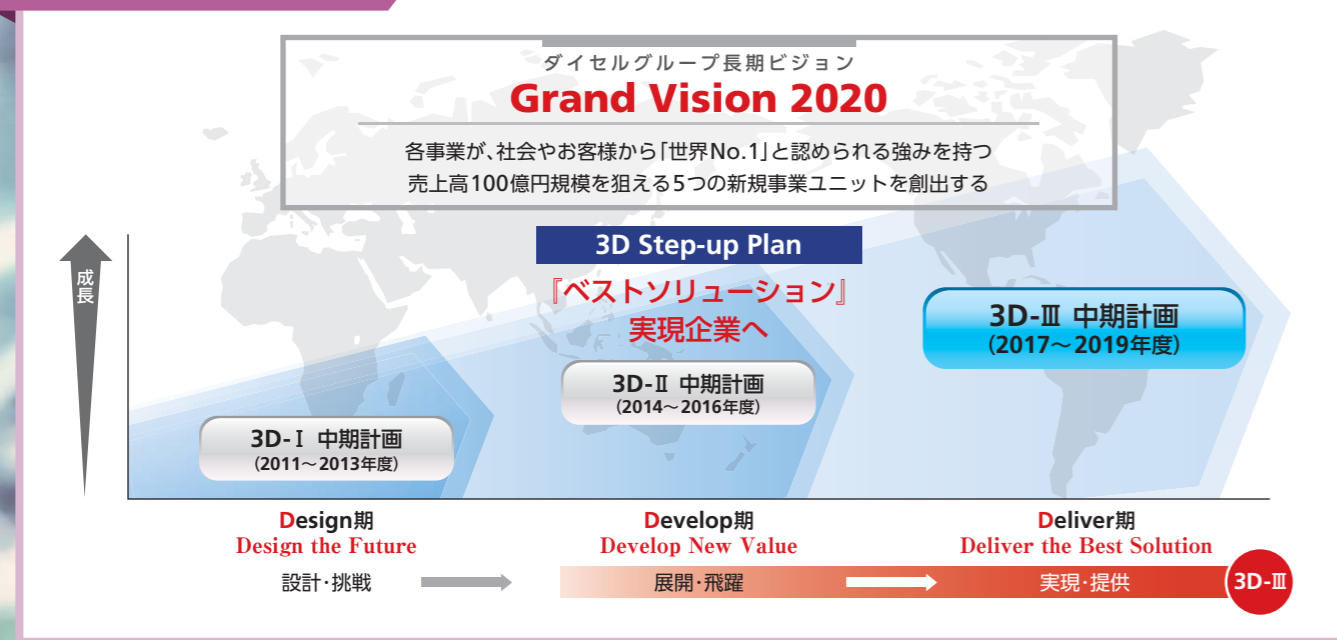 ダイセルグループ長期ビジョン
Grand Vision 2020
各事業が、社会やお客様から「世界No.1」と認められる強みを持つ
売上高100億円規模を狙える5つの新規事業ユニットを創出する
成長
3D Step-up Plan
『ベストソリューション』
実現企業へ
3D-Ⅲ 中期計画
(2017～2019年度)
3D-Ⅱ 中期計画
(2014～2016年度)
3D-Ⅰ 中期計画
(2011～2013年度)
Design期
Design the Future
設計・挑戦
Develop期
Develop New Value
展開・飛躍
Deliver期
Deliver the Best Solution
実現・提供
3D-Ⅲ